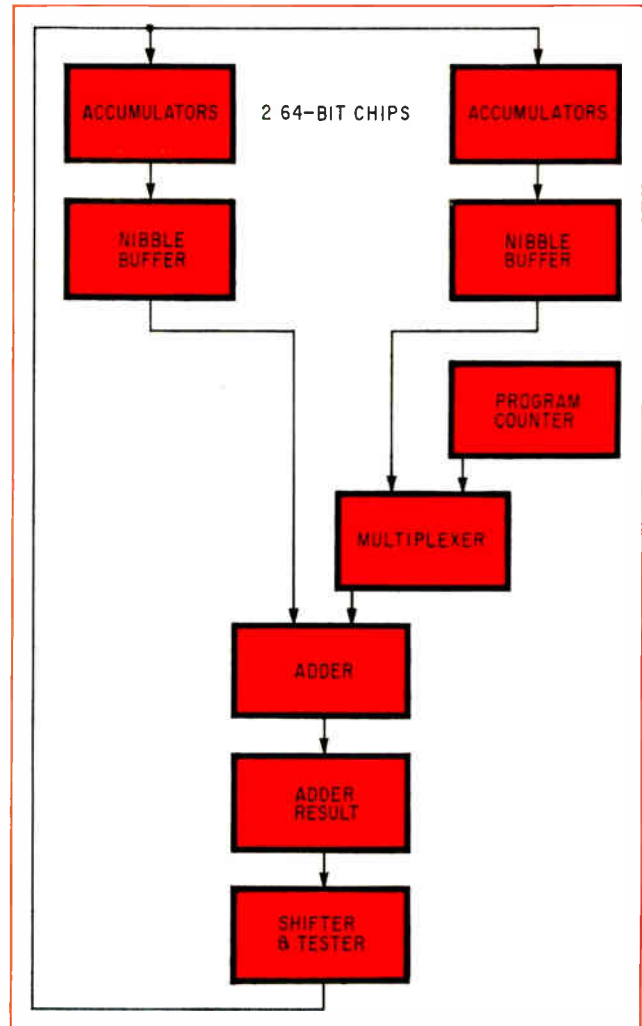 ACCUMULATORS
2 64-BIT CHIPS
ACCUMULATORS
NIBBLE
BUFFER
NIBBLE
BUFFER
PROGRAM
COUNTER
MULTIPLEXER
ADDER
ADDER
RESULT
SHIFTER
& TESTER